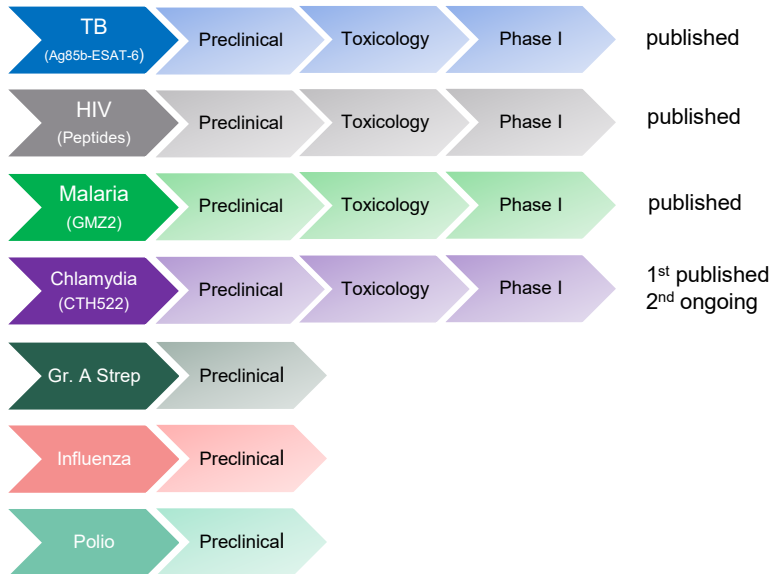 TB
(Ag85b-ESAT-6)
Preclinical
Toxicology
Phase I
published
HIV
(Peptides)
Preclinical
Toxicology
Phase I
published
Malaria
(GMZ2)
Preclinical
Toxicology
Phase I
published
Chlamydia
(CTH522)
Preclinical
Toxicology
Phase I
1st published
2nd ongoing
Gr. A Strep
Preclinical
Influenza
Preclinical
Polio
Preclinical